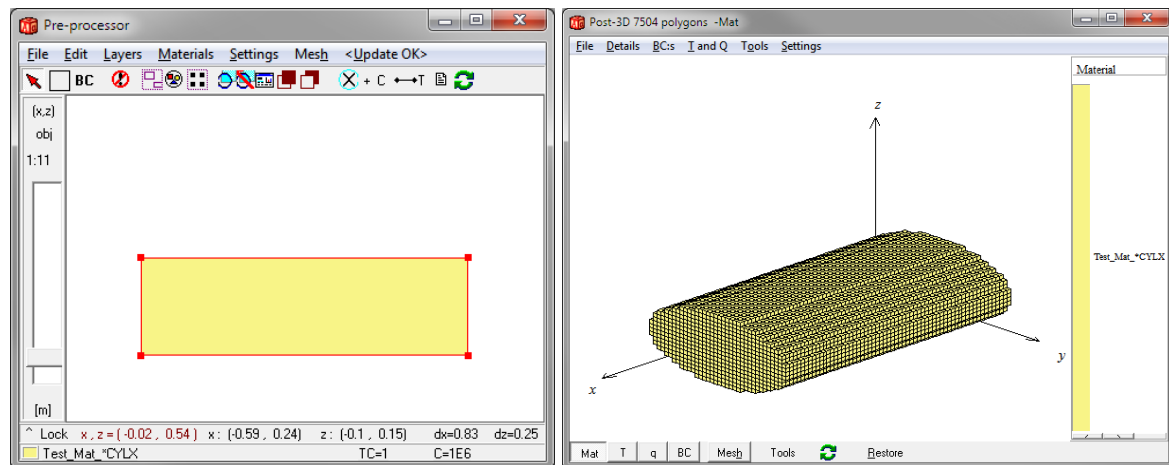 Pre-processor
File Edit Layers Materials Settings Mesh <Update OK>
BC + C T
(x,z)
obj
1:11
[m]
^ Lock x , z = ( -0.02 , 0.54 ) x : (-0.59 , 0.24) z : (-0.1 , 0.15) dx=0.83 dz=0.25
Test_Mat_*CYLX TC=1 C=1E6
Post-3D 7504 polygons -Mat
File Details BC:s T and Q Tools Settings
Material
z
Test_Mat_*CYLX
y
x
Mat T q BC Mesh Tools Restore